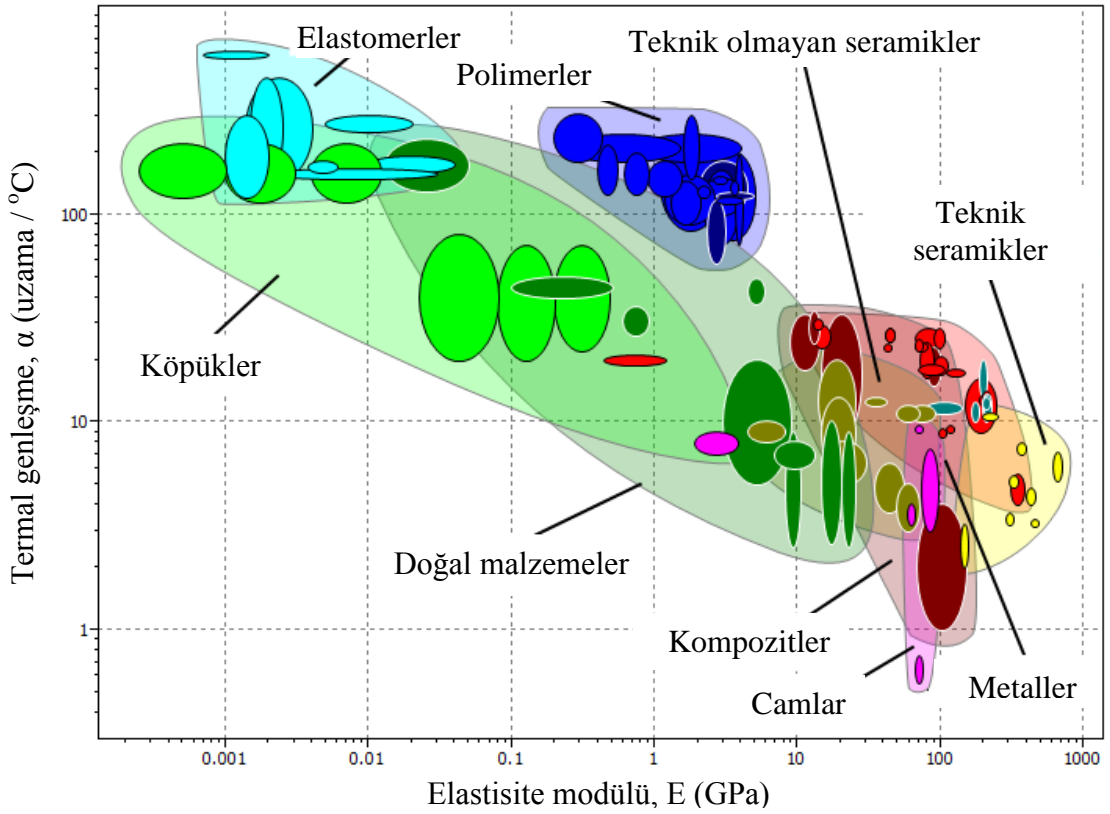 Elastomerler
Teknik olmayan seramikler
Polimerler
Teknik
seramikler
Köpükler
Doğal malzemeler
Kompozitler
Camlar
Metaller
Termal genleşme, α (uzama / °C)
100
10
1
0.001
0.01
0.1
1
10
100
1000
Elastisite modülü, E (GPa)